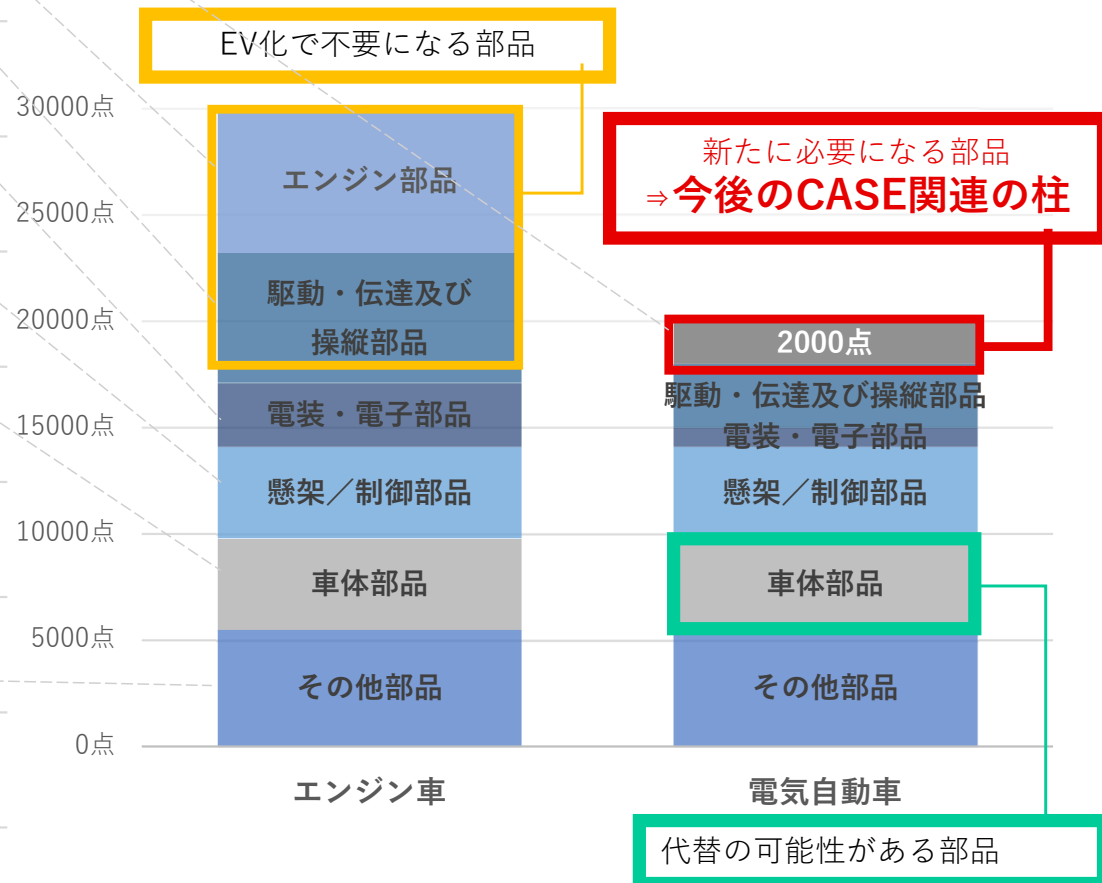 EV化で不要になる部品
新たに必要になる部品
⇒今後のCASE関連の柱
30000点
25000点
20000点
15000点
10000点
5000点
0点
エンジン部品
駆動・伝達及び
操縦部品
電装・電子部品
懸架／制御部品
車体部品
その他部品
2000点
駆動・伝達及び操縦部品
電装・電子部品
懸架／制御部品
車体部品
その他部品
エンジン車
電気自動車
代替の可能性がある部品